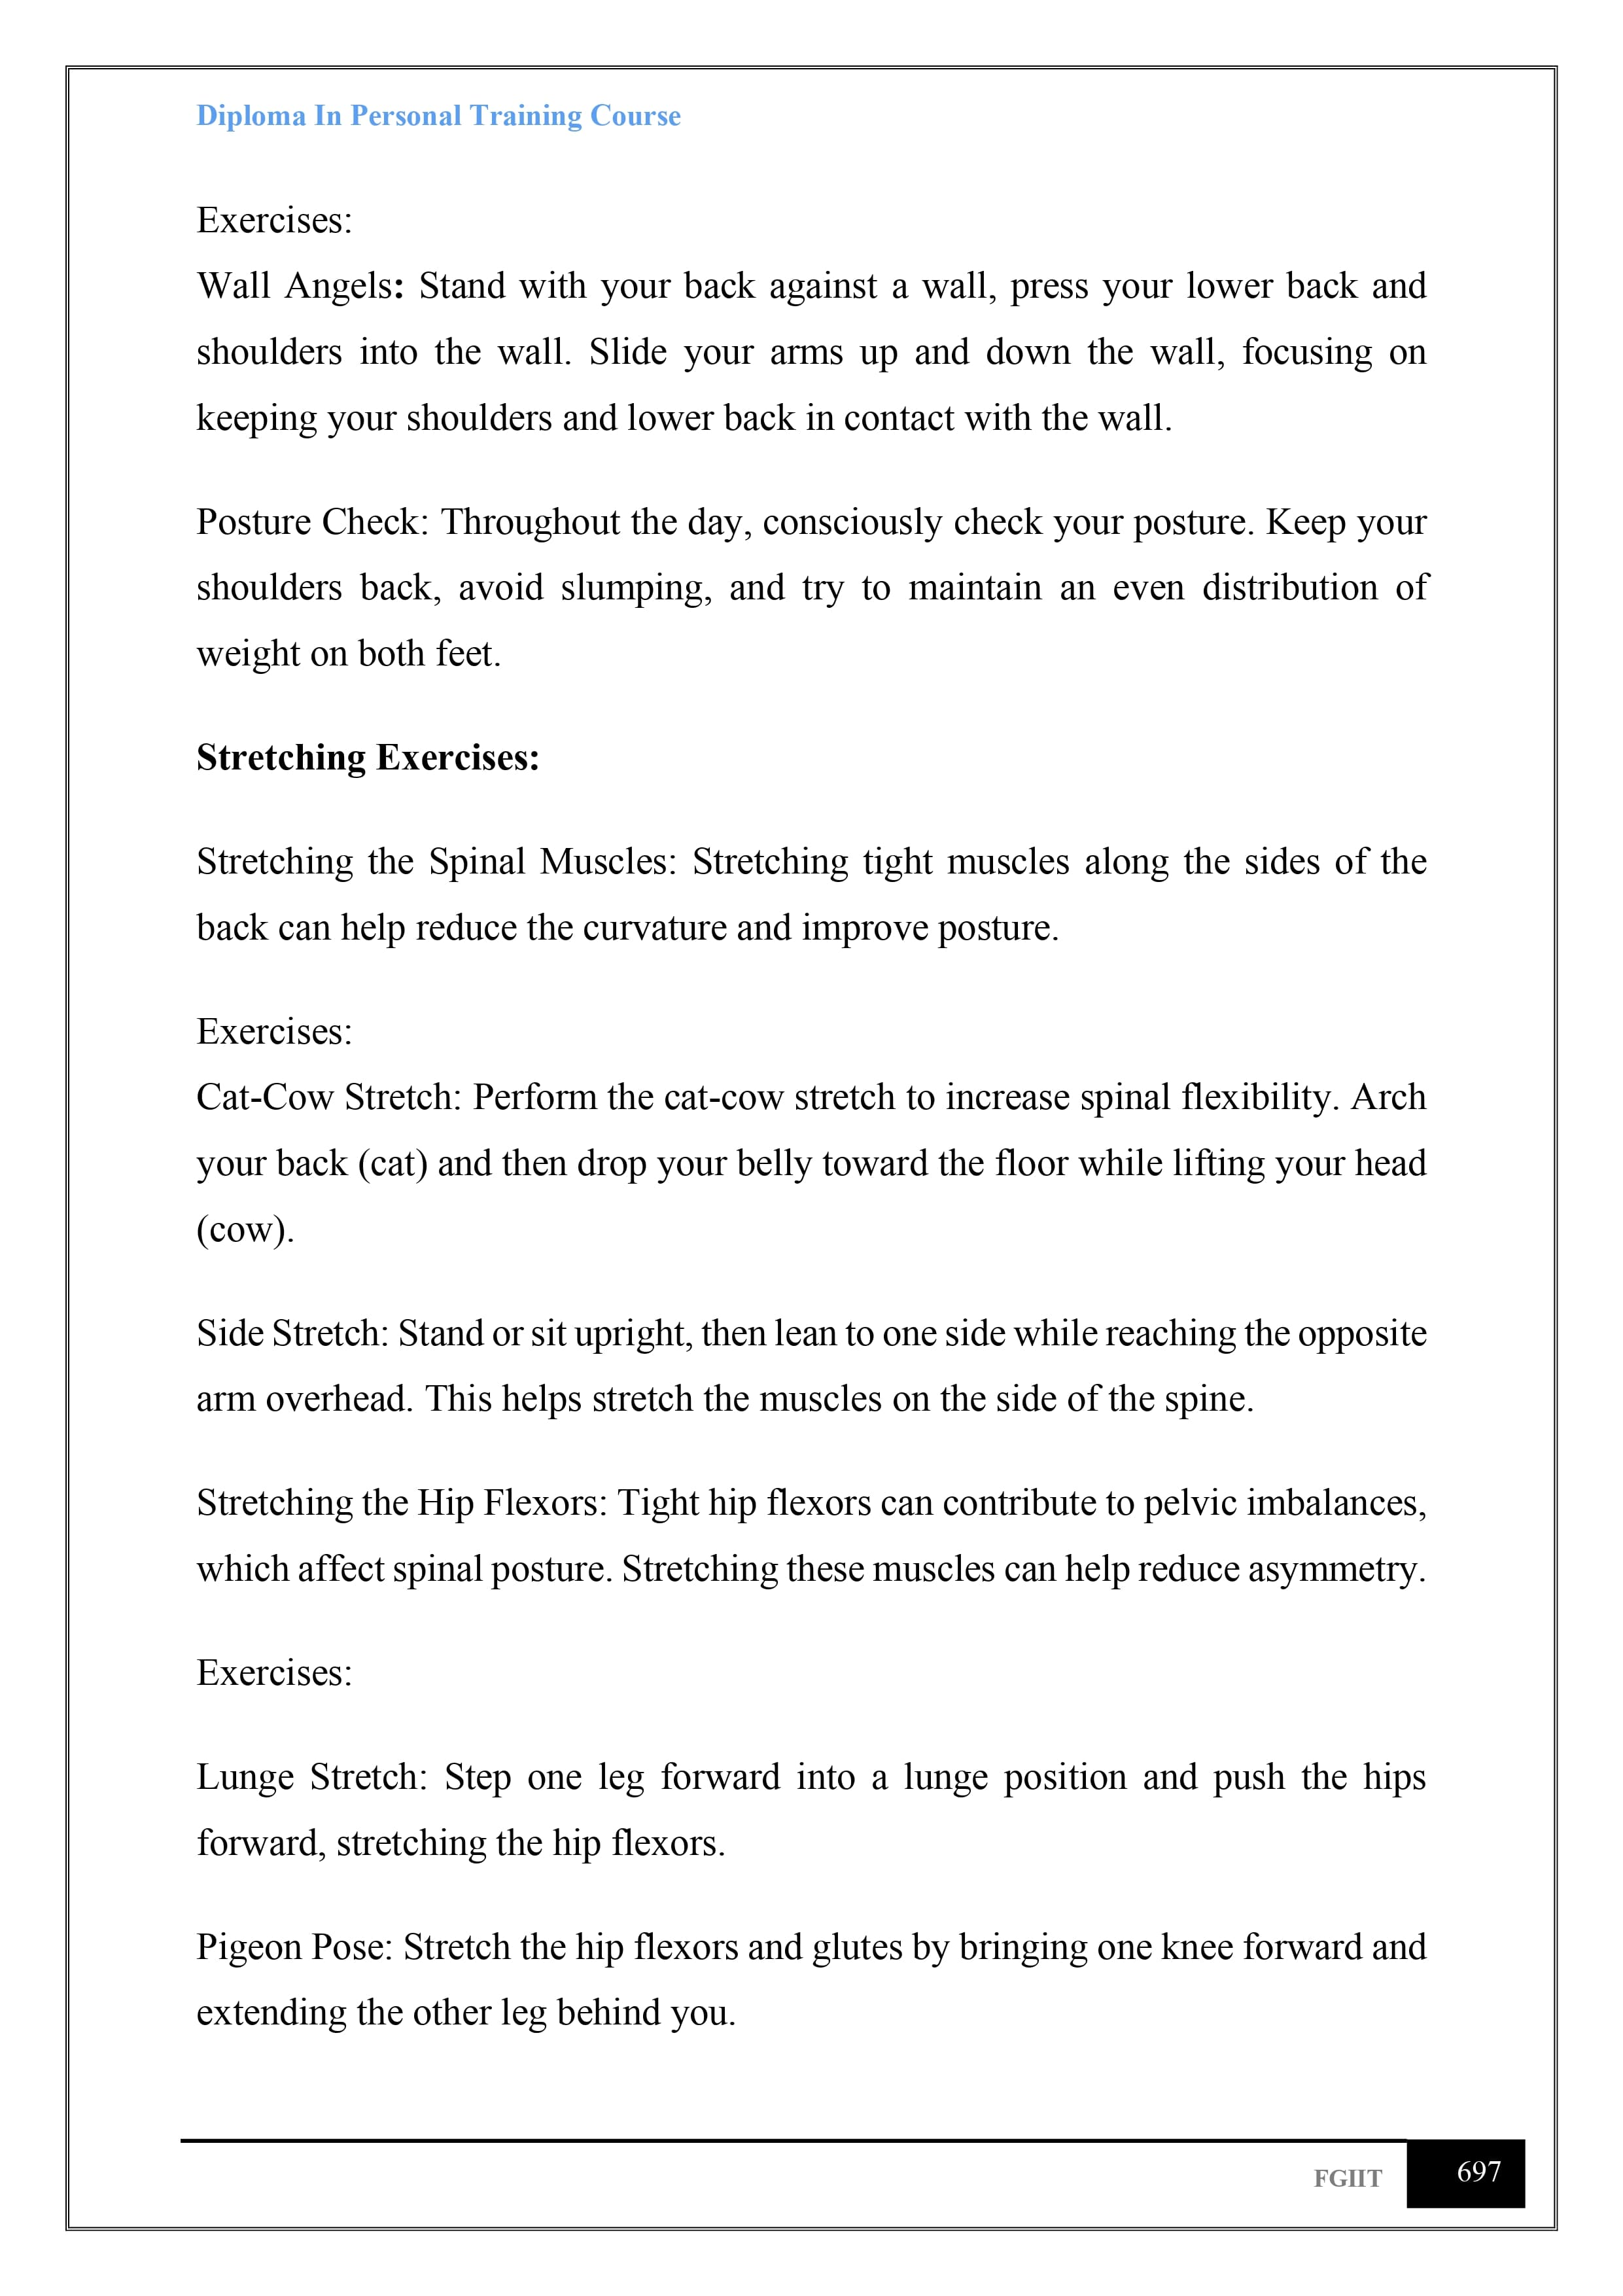 Diploma In Personal Training Course
Exercises:
Wall Angels: Stand with your back against a wall, press your lower back and
shoulders into the wall. Slide your arms up and down the wall, focusing on
keeping your shoulders and lower back in contact with the wall.
Posture Check: Throughout the day, consciously check your posture. Keep your
shoulders back, avoid slumping, and try to maintain an even distribution of
weight on both feet.
Stretching Exercises:
Stretching the Spinal Muscles: Stretching tight muscles along the sides of the
back can help reduce the curvature and improve posture.
Exercises:
Cat-Cow Stretch: Perform the cat-cow stretch to increase spinal flexibility. Arch
your back (cat) and then drop your belly toward the floor while lifting your head
(cow).
Side Stretch: Stand or sit upright, then lean to one side while reaching the opposite
arm overhead. This helps stretch the muscles on the side of the spine.
Stretching the Hip Flexors: Tight hip flexors can contribute to pelvic imbalances,
which affect spinal posture. Stretching these muscles can help reduce asymmetry.
Exercises:
Lunge Stretch: Step one leg forward into a lunge position and push the hips
forward, stretching the hip flexors.
Pigeon Pose: Stretch the hip flexors and glutes by bringing one knee forward and
extending the other leg behind you.
FGIIT
697